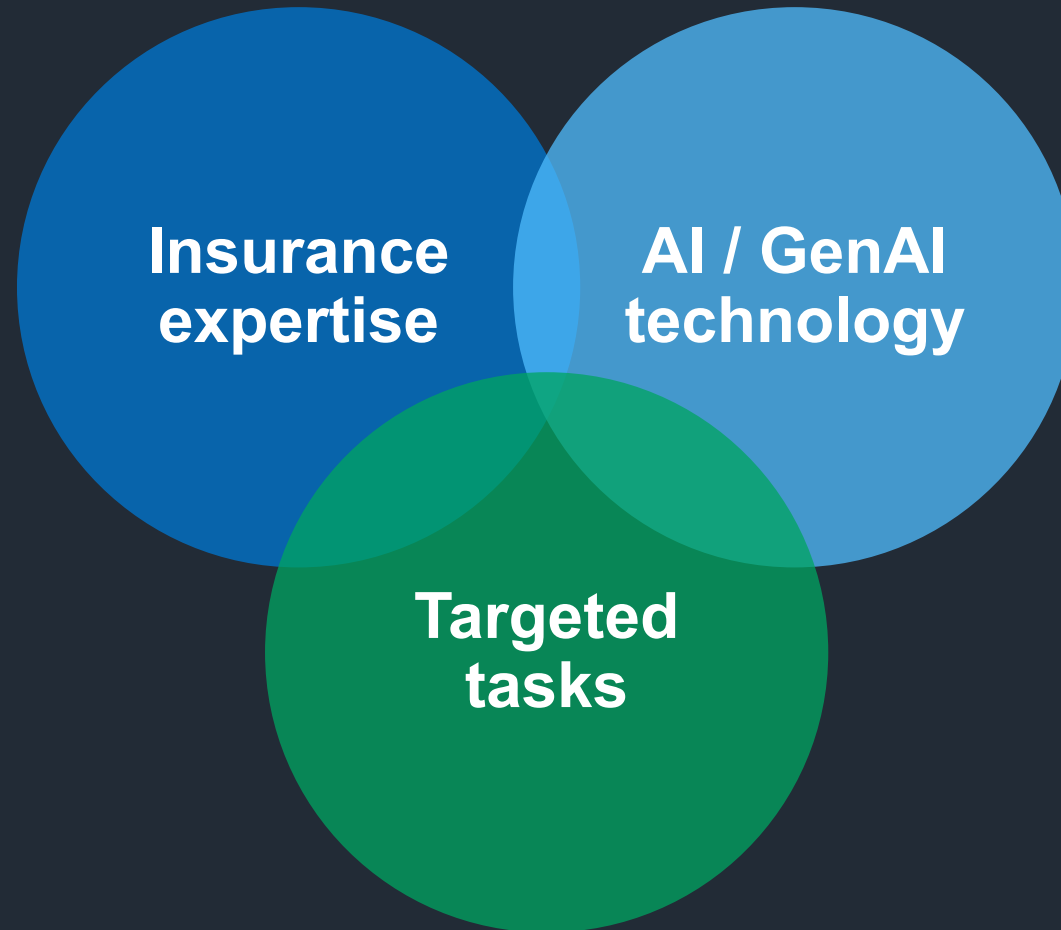 Insurance
expertise
AI / GenAI
technology
Targeted
tasks